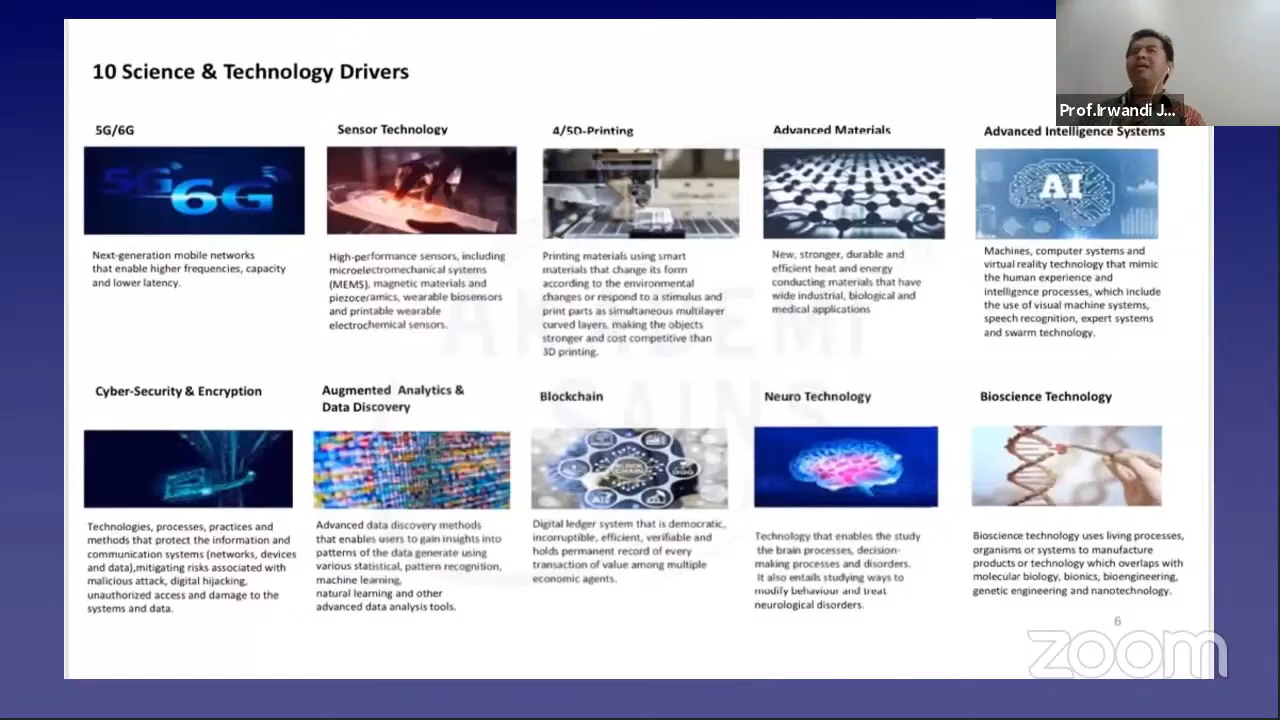 10 Science & Technology Drivers
Prof.Irwandi J...
5G/6G
5G 6G
Next-generation mobile networks
that enable higher frequencies, capacity
and lower latency.
Sensor Technology
High-performance sensors, including
microelectromechanical systems
(MEMS), magnetic materials and
piezoceramics, wearable biosensors
and printable wearable
electrochemical sensors.
4/5D-Printing
Printing materials using smart
materials that change its form
according to the environmental
changes or respond to a stimulus and
print parts as simultaneous multilayer
curved layers, making the objects
stronger and cost competitive than
3D printing.
Advanced Materials
New, stronger, durable and
efficient heat and energy
conducting materials that have
wide industrial, biological and
medical applications
Advanced Intelligence Systems
AI
Machines, computer systems and
virtual reality technology that mimic
the human experience and
intelligence processes, which include
the use of visual machine systems,
speech recognition, expert systems
and swarm technology.
Cyber-Security & Encryption
Technologies, processes, practices and
methods that protect the information and
communication systems (networks, devices
and data),mitigating risks associated with
malicious attack, digital hijacking,
unauthorized access and damage to the
systems and data.
Augmented Analytics &
Data Discovery
Advanced data discovery methods
that enables users to gain insights into
patterns of the data generate using
various statistical, pattern recognition,
machine learning,
natural learning and other
advanced data analysis tools.
Blockchain
BLOCK
CHAIN
Digital ledger system that is democratic,
incorruptible, efficient, verifiable and
holds permanent record of every
transaction of value among multiple
economic agents.
Neuro Technology
Technology that enables the study
the brain processes, decision-
making processes and disorders.
It also entails studying ways to
modify behaviour and treat
neurological disorders.
Bioscience Technology
Bioscience technology uses living processes,
organisms or systems to manufacture
products or technology which overlaps with
molecular biology, bionics, bioengineering,
genetic engineering and nanotechnology.
AKADEMI
SAINS
6
zoom